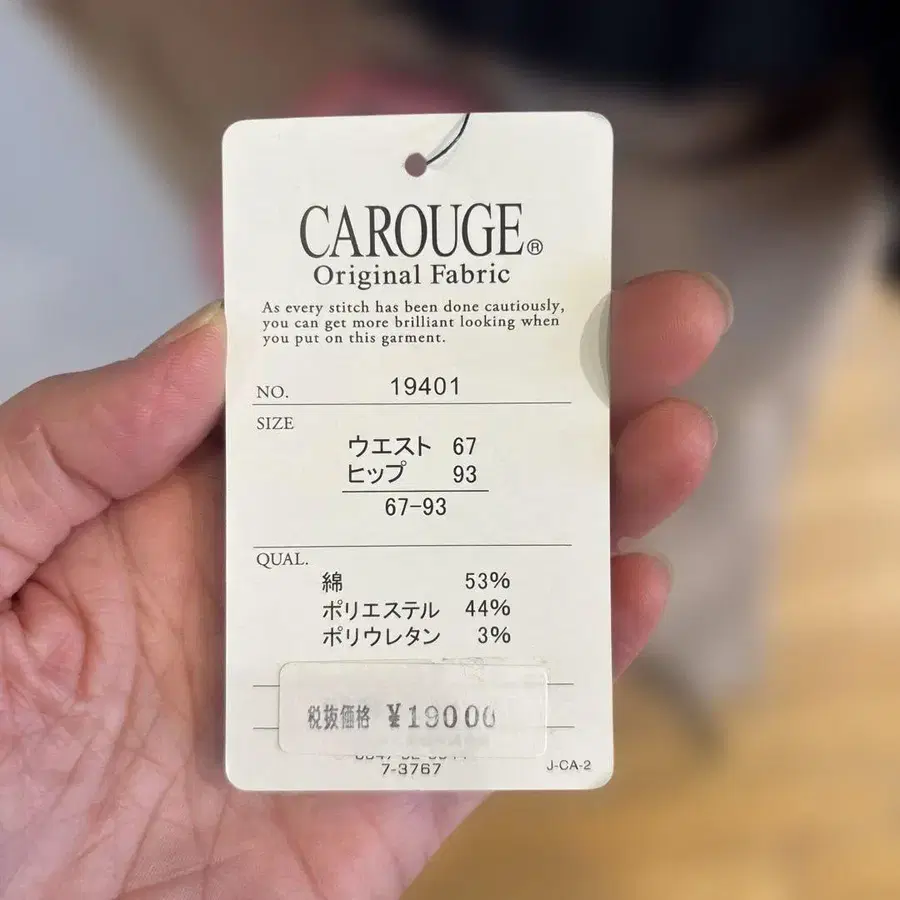 CAROUGE®
Original Fabric
As every stitch has been done cautiously,
you can get more brilliant looking when
you put on this garment.
NO. 19401
SIZE
ウエスト 67
ヒップ 93
67-93
QUAL.
綿 53%
ポリエステル 44%
ポリウレタン 3%
税抜価格 ¥19000
7-3767 J-CA-2